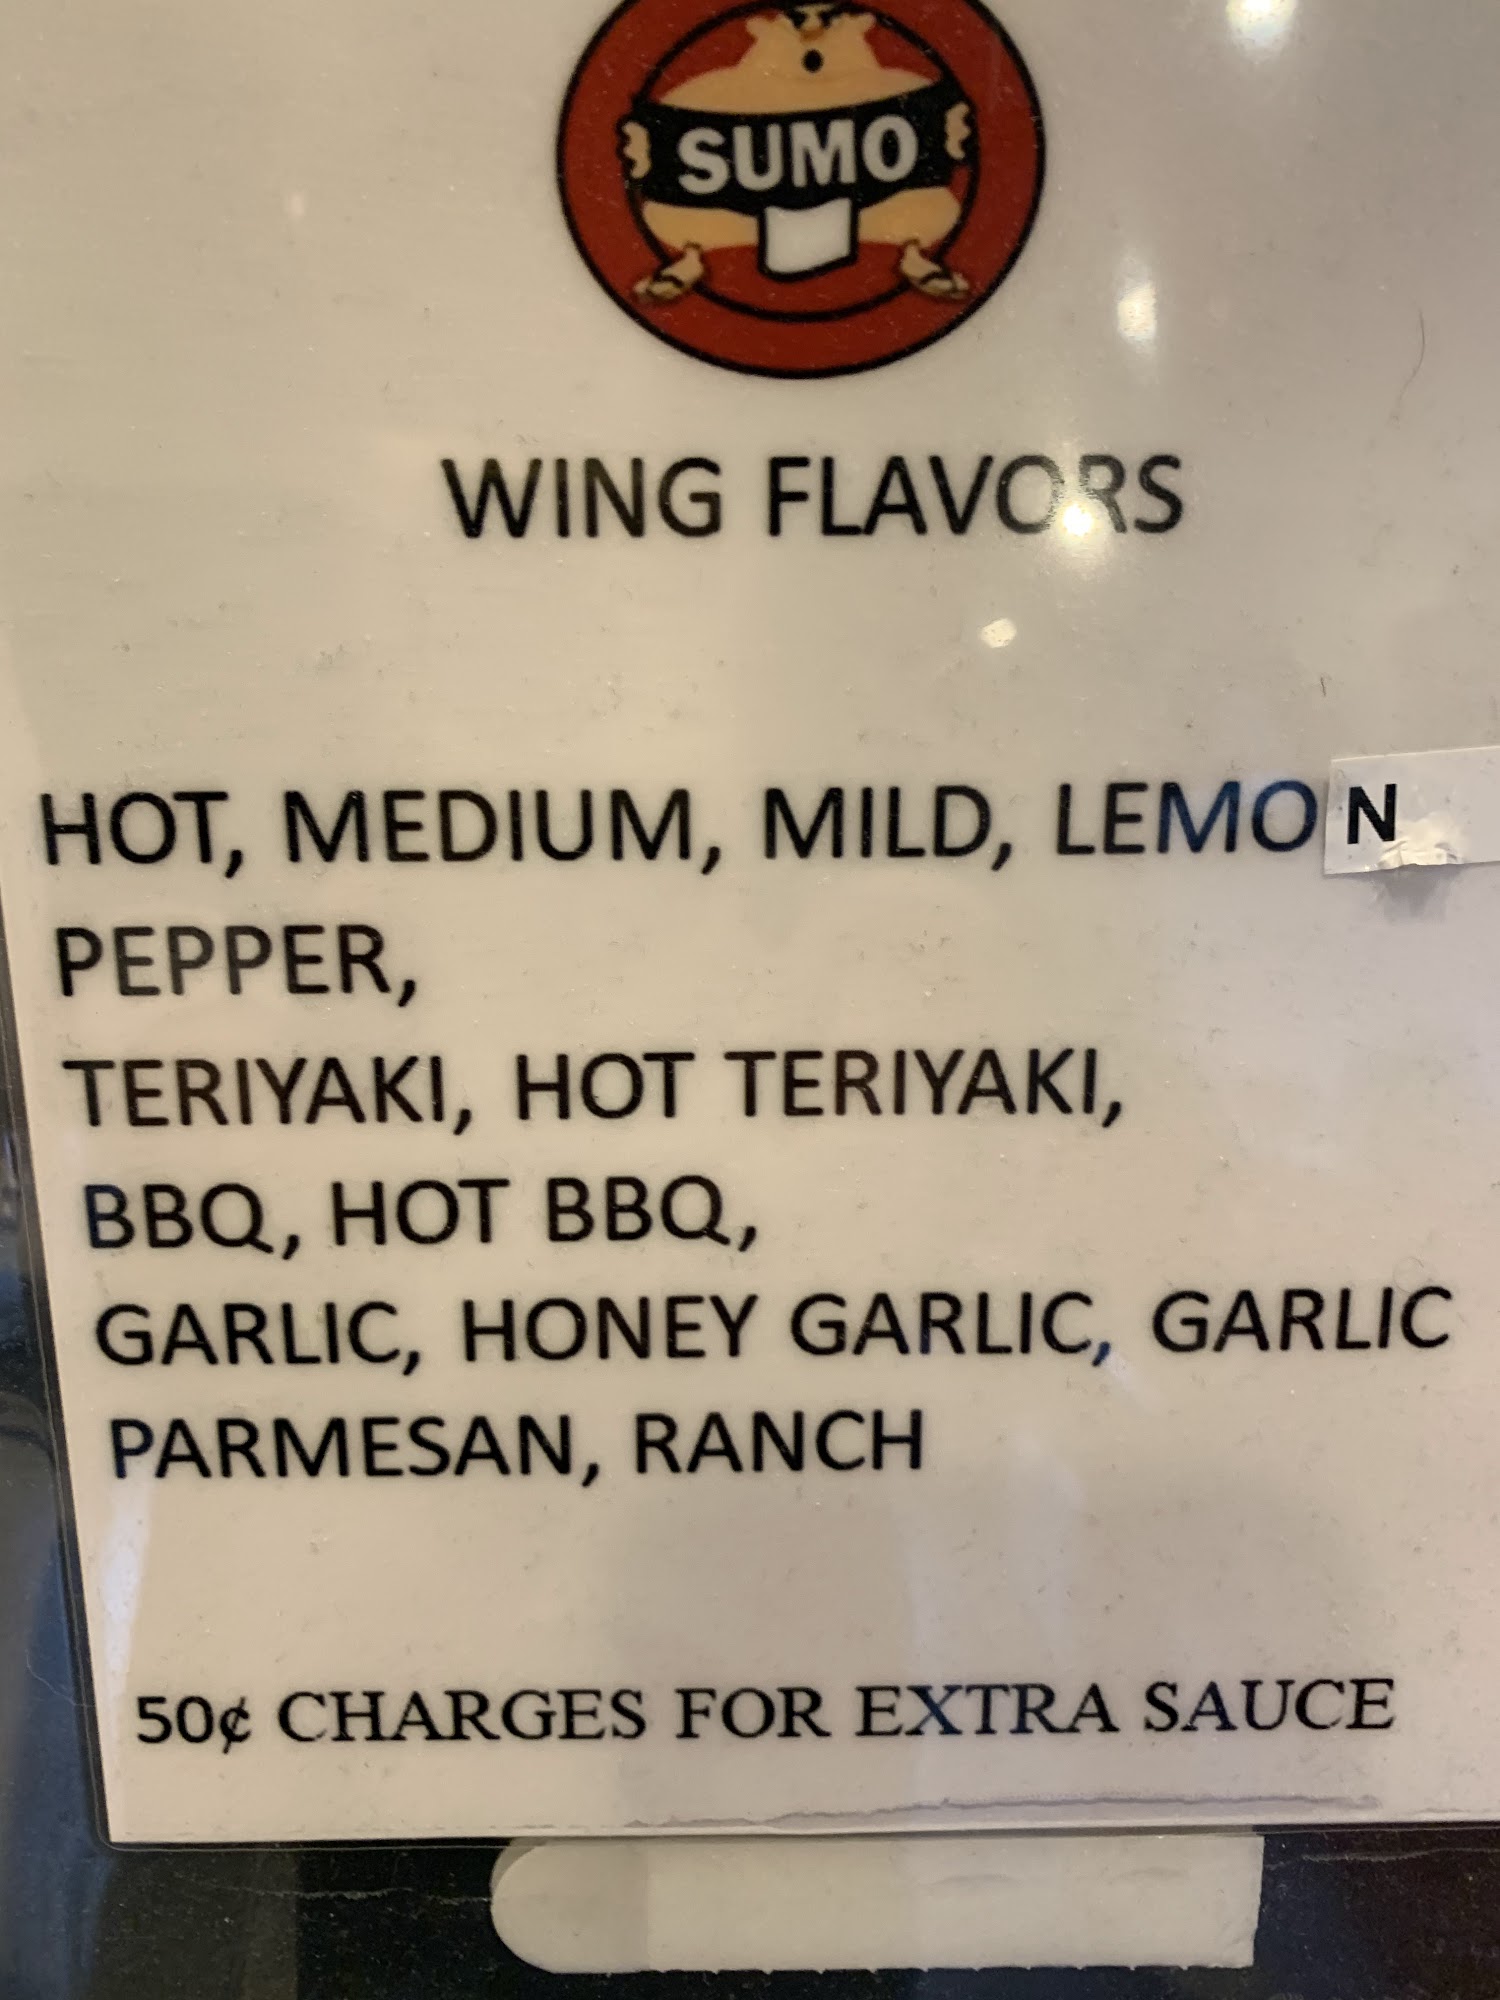 SUMO
WING FLAVORS
HOT, MEDIUM, MILD, LEMON
PEPPER,
TERIYAKI, HOT TERIYAKI,
BBQ, HOT BBQ,
GARLIC, HONEY GARLIC, GARLIC
PARMESAN, RANCH
50¢ CHARGES FOR EXTRA SAUCE